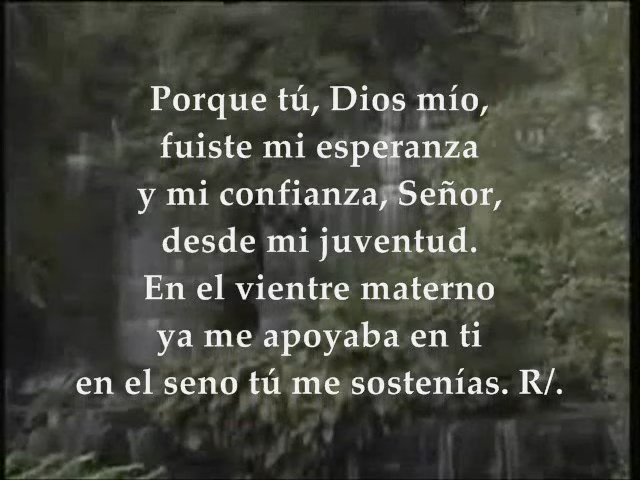 Porque tú, Dios mío,
fuiste mi esperanza
y mi confianza, Señor,
desde mi juventud.
En el vientre materno
ya me apoyaba en ti
en el seno tú me sostenías. R/.